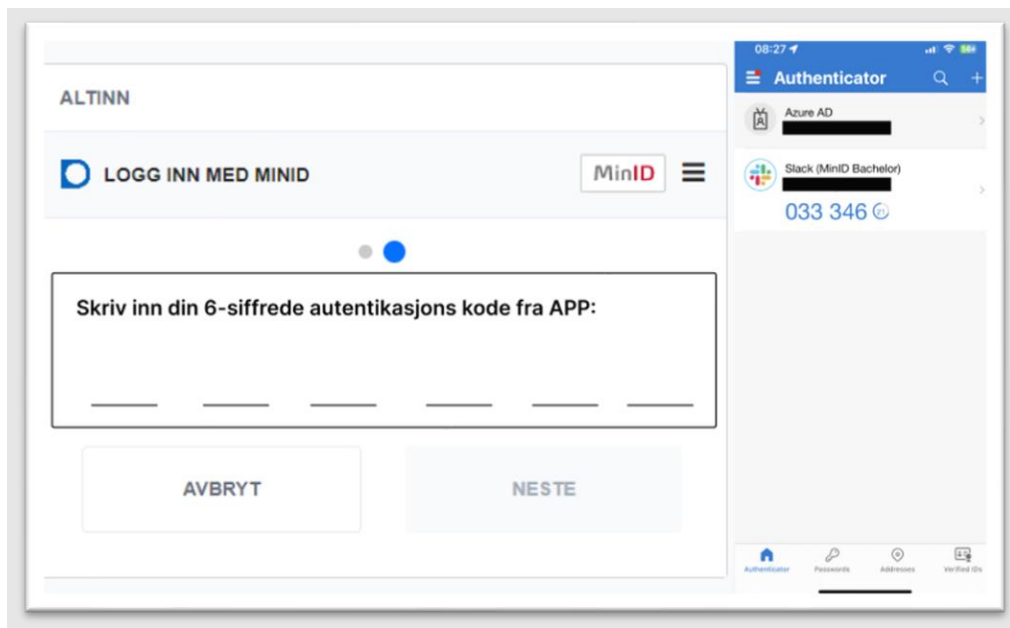 ALTINN
LOGG INN MED MINID
MinID
Skriv inn din 6-siffrede autentikasjons kode fra APP:
AVBRYT
NESTE
08:27
Authenticator
Azure AD
Slack (MinID Bachelor)
033 346
Authenticator
Passwords
Addresses
Verified IDs